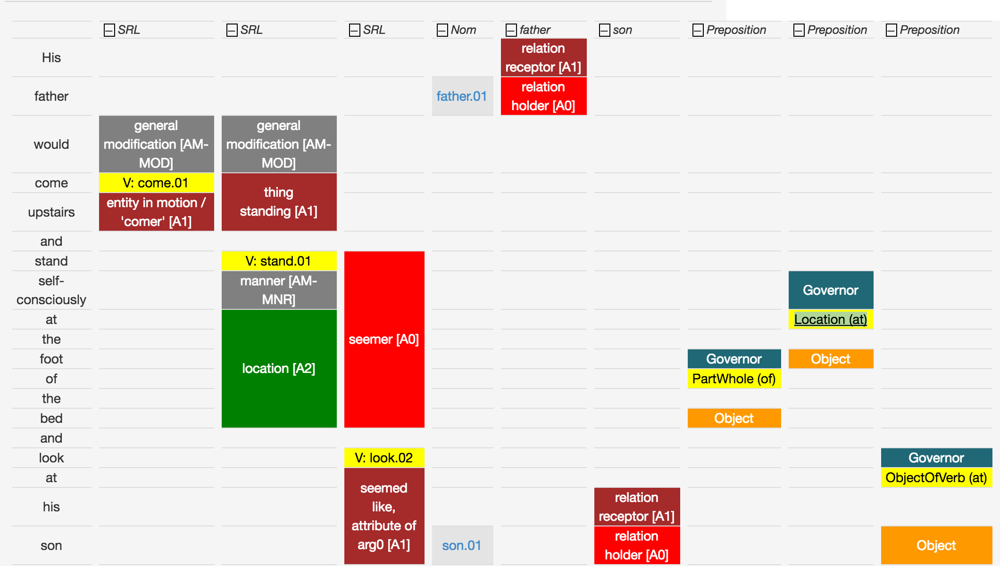 SRL SRL SRL Nom father son Preposition Preposition Preposition
His relation receptor [A1]
father father.01 relation holder [A0]
would general modification [AM-MOD] general modification [AM-MOD]
come V: come.01 thing standing [A1]
upstairs entity in motion / 'comer' [A1]
and
stand V: stand.01 seemer [A0]
self-consciously manner [AM-MNR] Governor
at location [A2] Location (at)
the
foot Governor Object
of PartWhole (of)
the
bed Object
and
look V: look.02 Governor
at seemed like, attribute of arg0 [A1] ObjectOfVerb (at)
his relation receptor [A1]
son son.01 relation holder [A0] Object